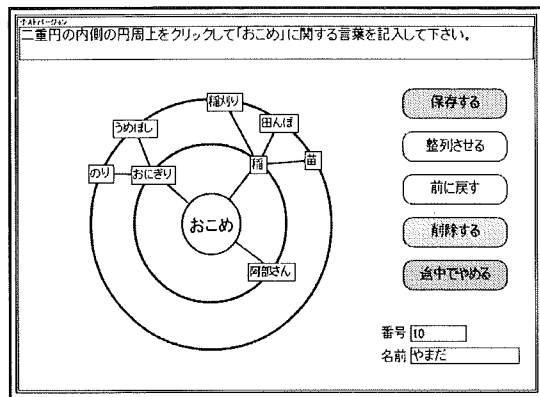 テストバージョン
二重円の内側の円周上をクリックして「おこめ」に関する言葉を記入して下さい。
稲刈り
うめぼし
田んぼ
のり
おにぎり
稲
苗
おこめ
阿部さん
保存する
整列させる
前に戻す
削除する
途中でやめる
番号 10
名前 やまだ